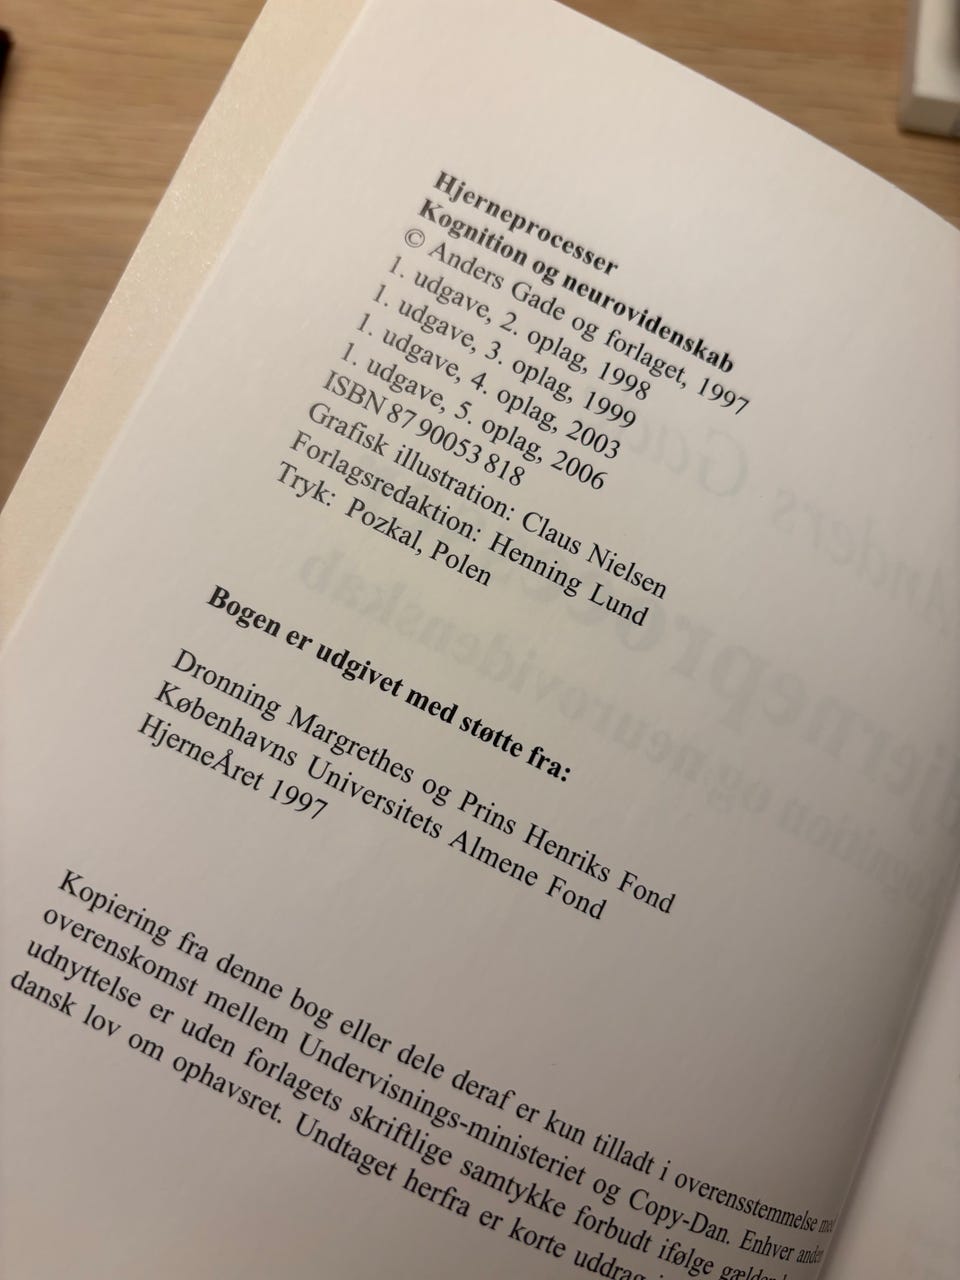 Hjerneprocesser
Kognition og neurovidenskab
© Anders Gade og forlaget, 1997
1. udgave, 2. oplag, 1998
1. udgave, 3. oplag, 1999
1. udgave, 4. oplag, 2003
1. udgave, 5. oplag, 2006
ISBN 87 90053 818
Grafisk illustration: Claus Nielsen
Forlagsredaktion: Henning Lund
Tryk: Pozkal, Polen
Bogen er udgivet med støtte fra:
Dronning Margrethes og Prins Henriks Fond
Københavns Universitets Almene Fond
HjerneÅret 1997
Kopiering fra denne bog eller dele deraf er kun tilladt i overensstemmelse med
overenskomst mellem Undervisnings-ministeriet og Copy-Dan. Enhver anden
udnyttelse er uden forlagets skriftlige samtykke forbudt ifølge
dansk lov om ophavsret. Undtaget herfra er korte uddrag